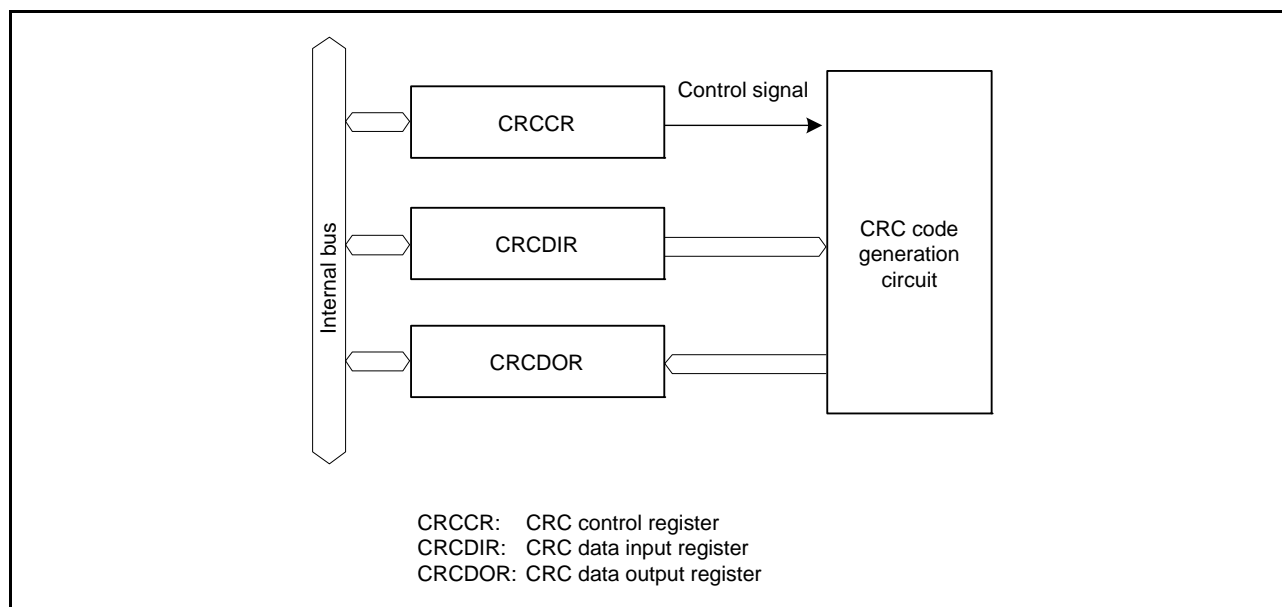 Control signal
CRCCR
Internal bus
CRCDIR
CRC code
generation
circuit
CRCDOR
CRCCR: CRC control register
CRCDIR: CRC data input register
CRCDOR: CRC data output register